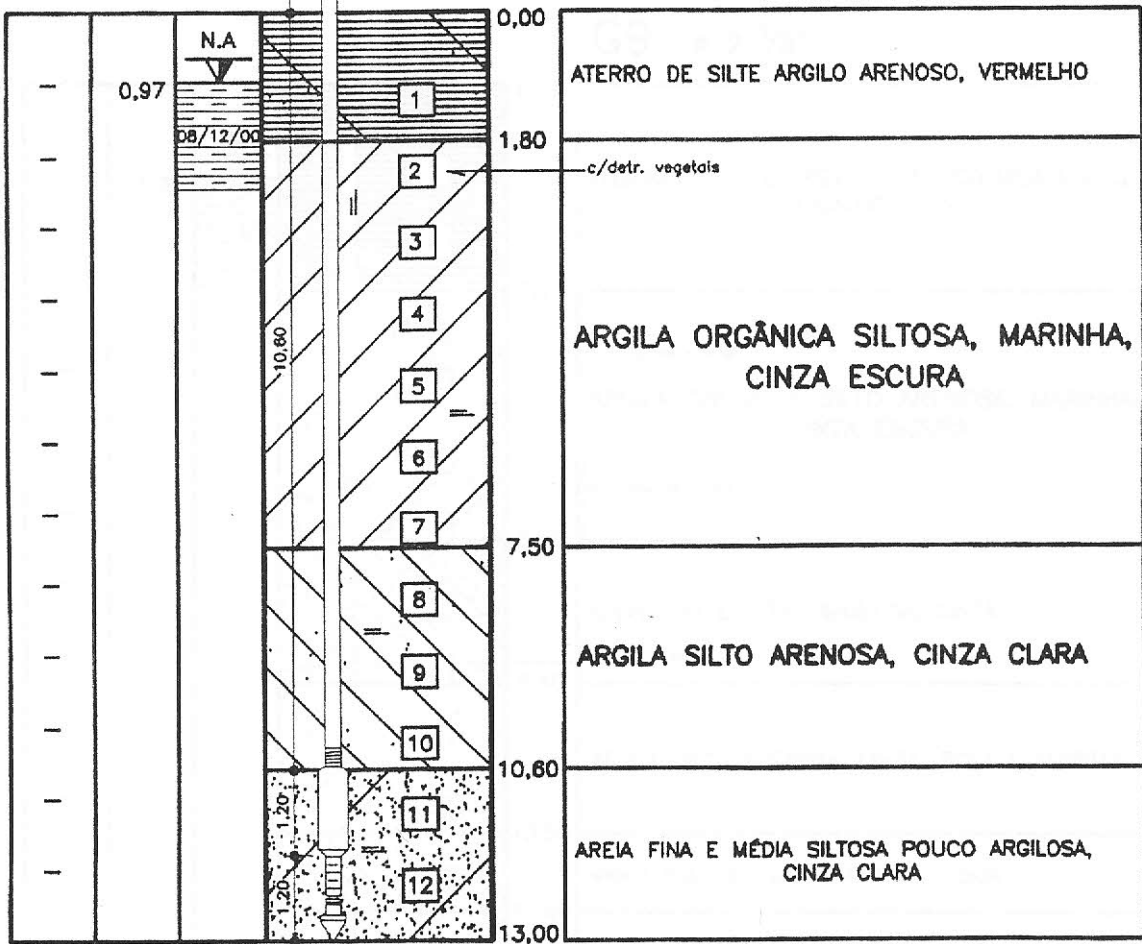 0,00
N.A
ATERRO DE SILTE ARGILO ARENOSO, VERMELHO
0,97
1
08/12/00
1,80
2
c/detr. vegetais
3
4
10,60
ARGILA ORGÂNICA SILTOSA, MARINHA,
CINZA ESCURA
5
6
7
7,50
8
ARGILA SILTO ARENOSA, CINZA CLARA
9
10
10,60
1,20
11
AREIA FINA E MÉDIA SILTOSA POUCO ARGILOSA,
CINZA CLARA
1,20
12
13,00